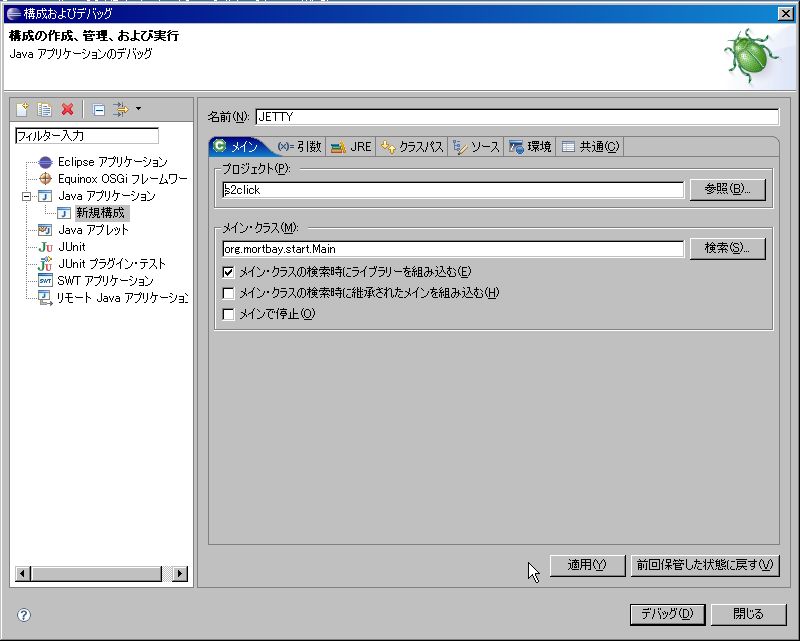 構成およびデバッグ
構成の作成、管理、および実行
Java アプリケーションのデバッグ
フィルター入力
Eclipse アプリケーション
Equinox OSGi フレームワー
Java アプリケーション
新規構成
Java アプレット
JUnit
JUnit プラグイン・テスト
SWT アプリケーション
リモート Java アプリケーション
名前(N): JETTY
メイン (x)= 引数 JRE クラスパス ソース 環境 共通(C)
プロジェクト(P):
s2click 参照(B)...
メイン・クラス(M):
org.mortbay.start.Main 検索(S)...
メイン・クラスの検索時にライブラリーを組み込む(E)
メイン・クラスの検索時に継承されたメインを組み込む(H)
メインで停止(O)
適用(Y) 前回保管した状態に戻す(V)
デバッグ(D) 閉じる